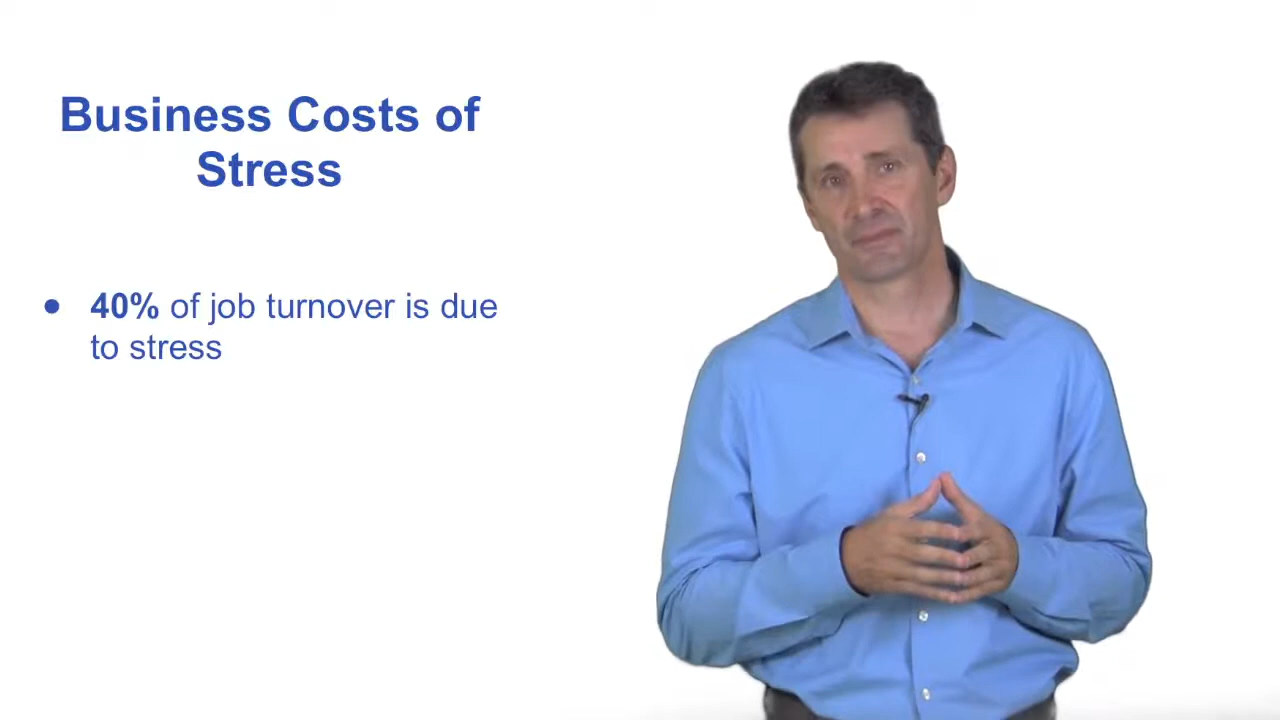 Business Costs of
Stress
● 40% of job turnover is due
to stress